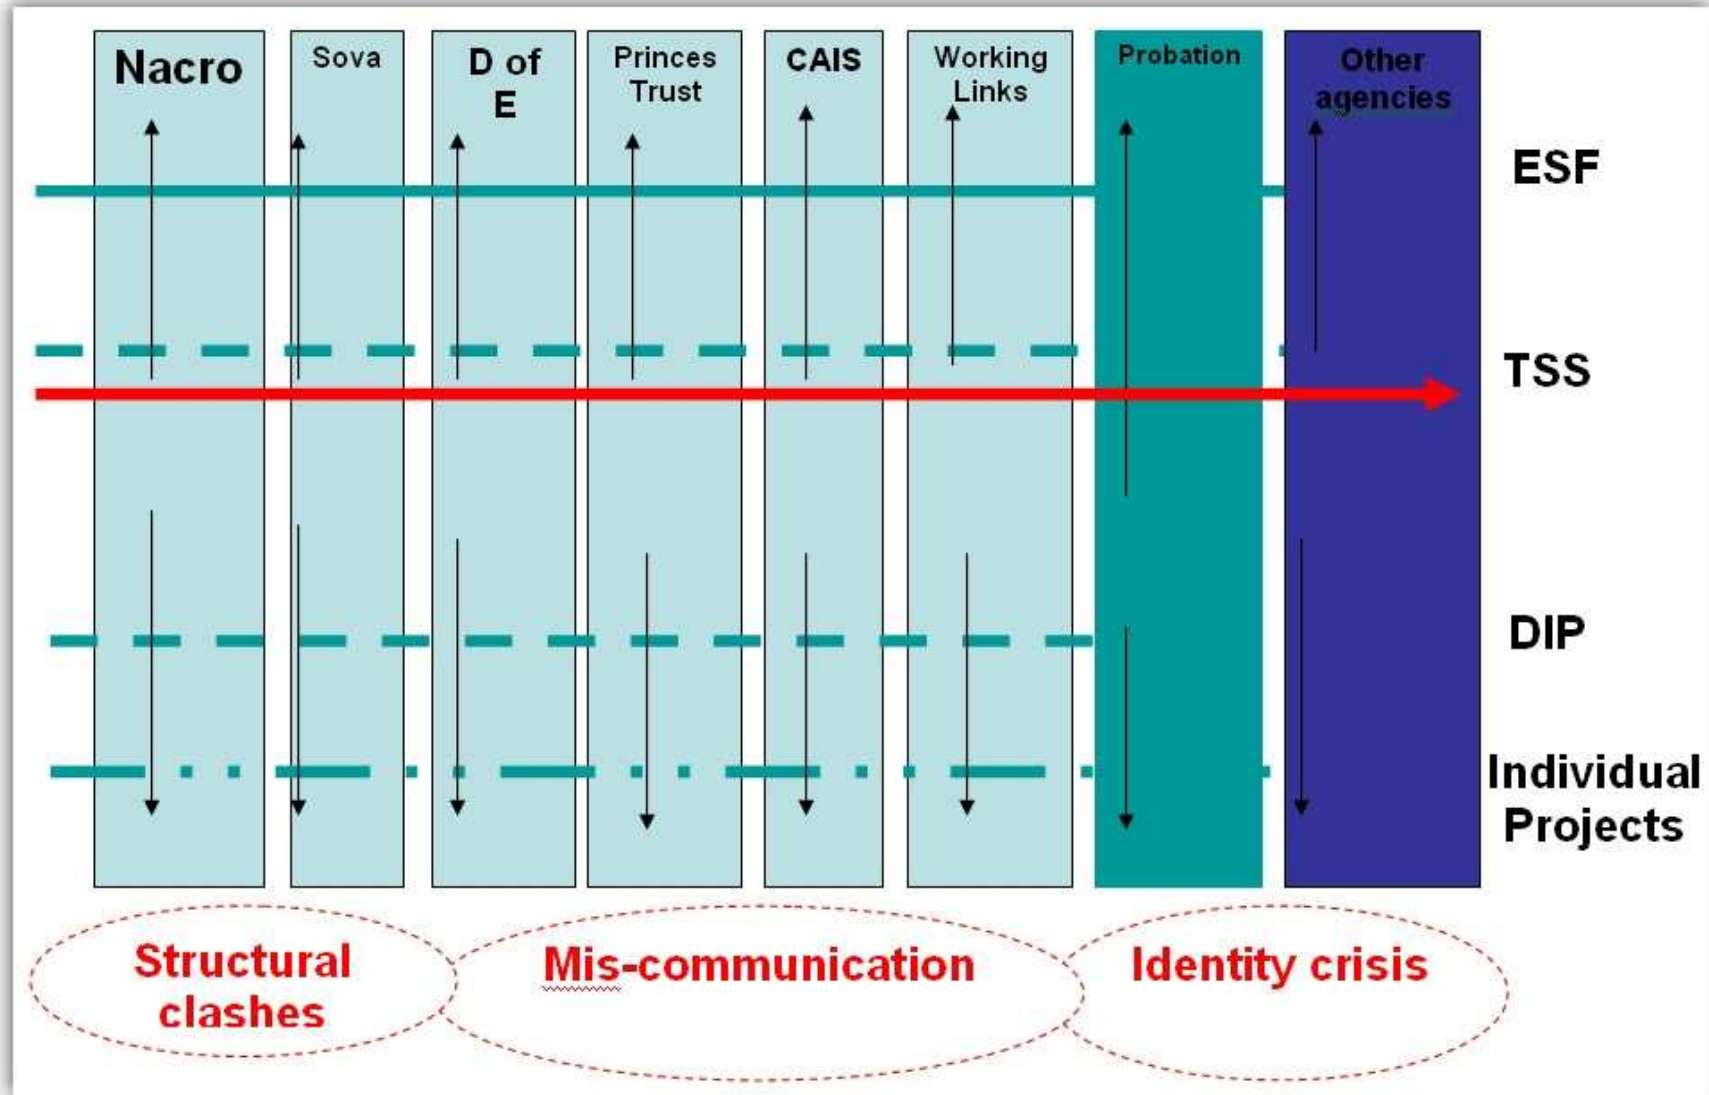 Nacro
Sova
D of
E
Princes
Trust
CAIS
Working
Links
Probation
Other
agencies
ESF
TSS
DIP
Individual
Projects
Structural
clashes
Mis-communication
Identity crisis